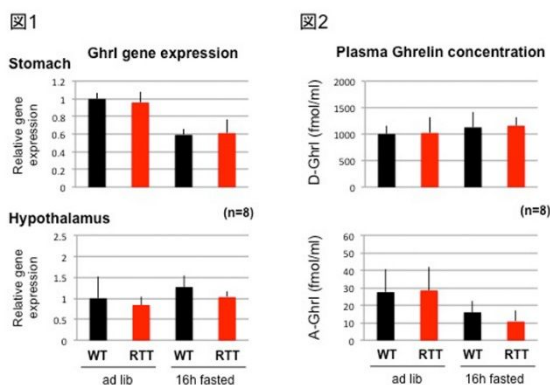 図1
Ghrl gene expression
Stomach
Relative gene
expression
1.2
1
0.8
0.6
0.4
0.2
0
Hypothalamus
(n=8)
Relative gene
expression
2.5
2
1.5
1
0.5
0
WT RTT WT RTT
ad lib 16h fasted
図2
Plasma Ghrelin concentration
D-Ghrl (fmol/ml)
2000
1500
1000
500
0
(n=8)
A-Ghrl (fmol/ml)
60
50
40
30
20
10
0
WT RTT WT RTT
ad lib 16h fasted